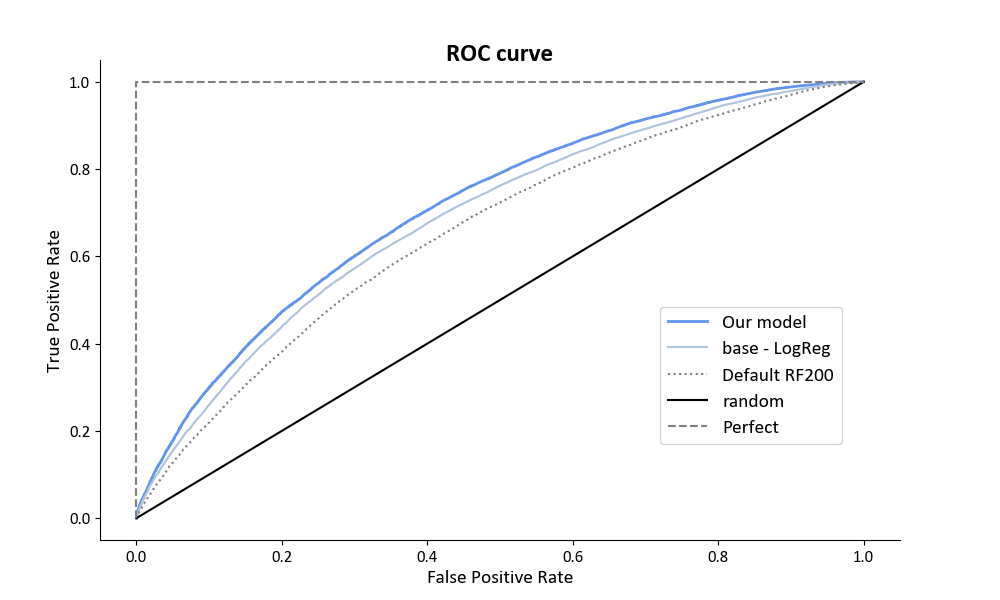 ROC curve
1.0
0.8
0.6
0.4
0.2
0.0
True Positive Rate
Our model
base - LogReg
Default RF200
random
Perfect
0.0 0.2 0.4 0.6 0.8 1.0
False Positive Rate